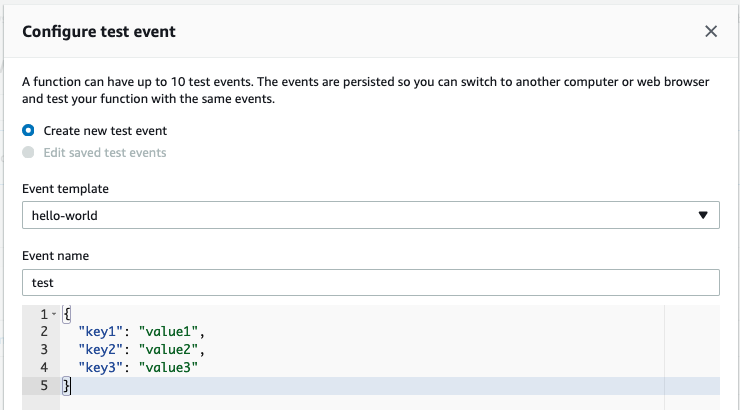 Configure test event
A function can have up to 10 test events. The events are persisted so you can switch to another computer or web browser
and test your function with the same events.
Create new test event
Edit saved test events
Event template
hello-world
Event name
test
1 {
2 "key1": "value1",
3 "key2": "value2",
4 "key3": "value3"
5 }